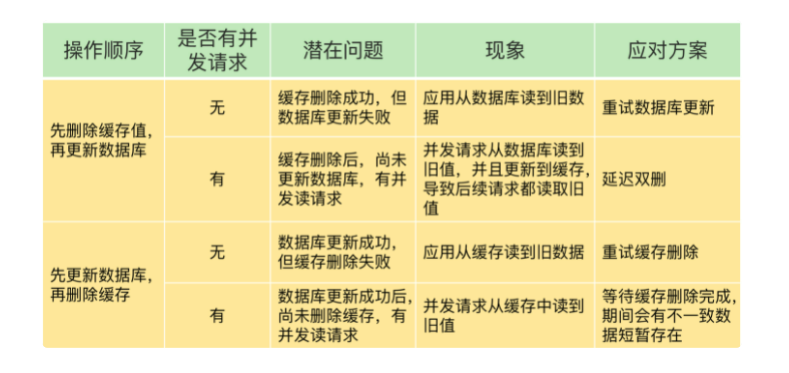 操作顺序
是否有并
发请求
潜在问题
现象
应对方案
先删除缓存值，
再更新数据库
无
缓存删除成功，但
数据库更新失败
应用从数据库读到旧数
据
重试数据库更新
有
缓存删除后，尚未
更新数据库，有并
发读请求
并发请求从数据库读到
旧值，并且更新到缓存，
导致后续请求都读取旧
值
延迟双删
先更新数据库，
再删除缓存
无
数据库更新成功，
但缓存删除失败
应用从缓存读到旧数据
重试缓存删除
有
数据库更新成功后，
尚未删除缓存，有
并发读请求
并发请求从缓存中读到
旧值
等待缓存删除完成，
期间会有不一致数
据短暂存在